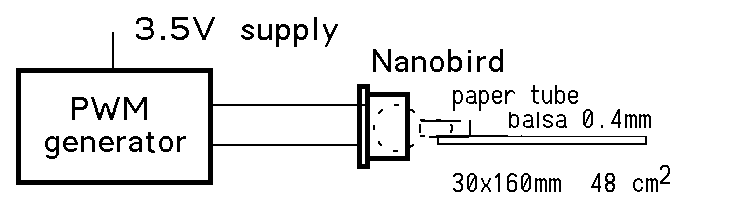 3.5V supply
Nanobird
PWM
generator
paper tube
balsa 0.4mm
30x160mm 48 cm2